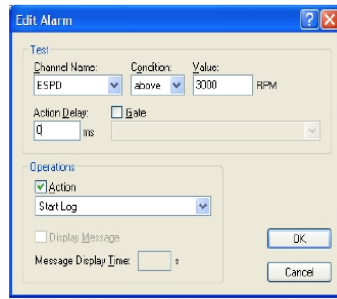 Edit Alarm
Test
Channel Name: Condition: Value:
ESPD above 3000 RPM
Action Delay: Gate
0 ms
Operations
Action
Start Log
Display Message
Message Display Time: s
OK
Cancel